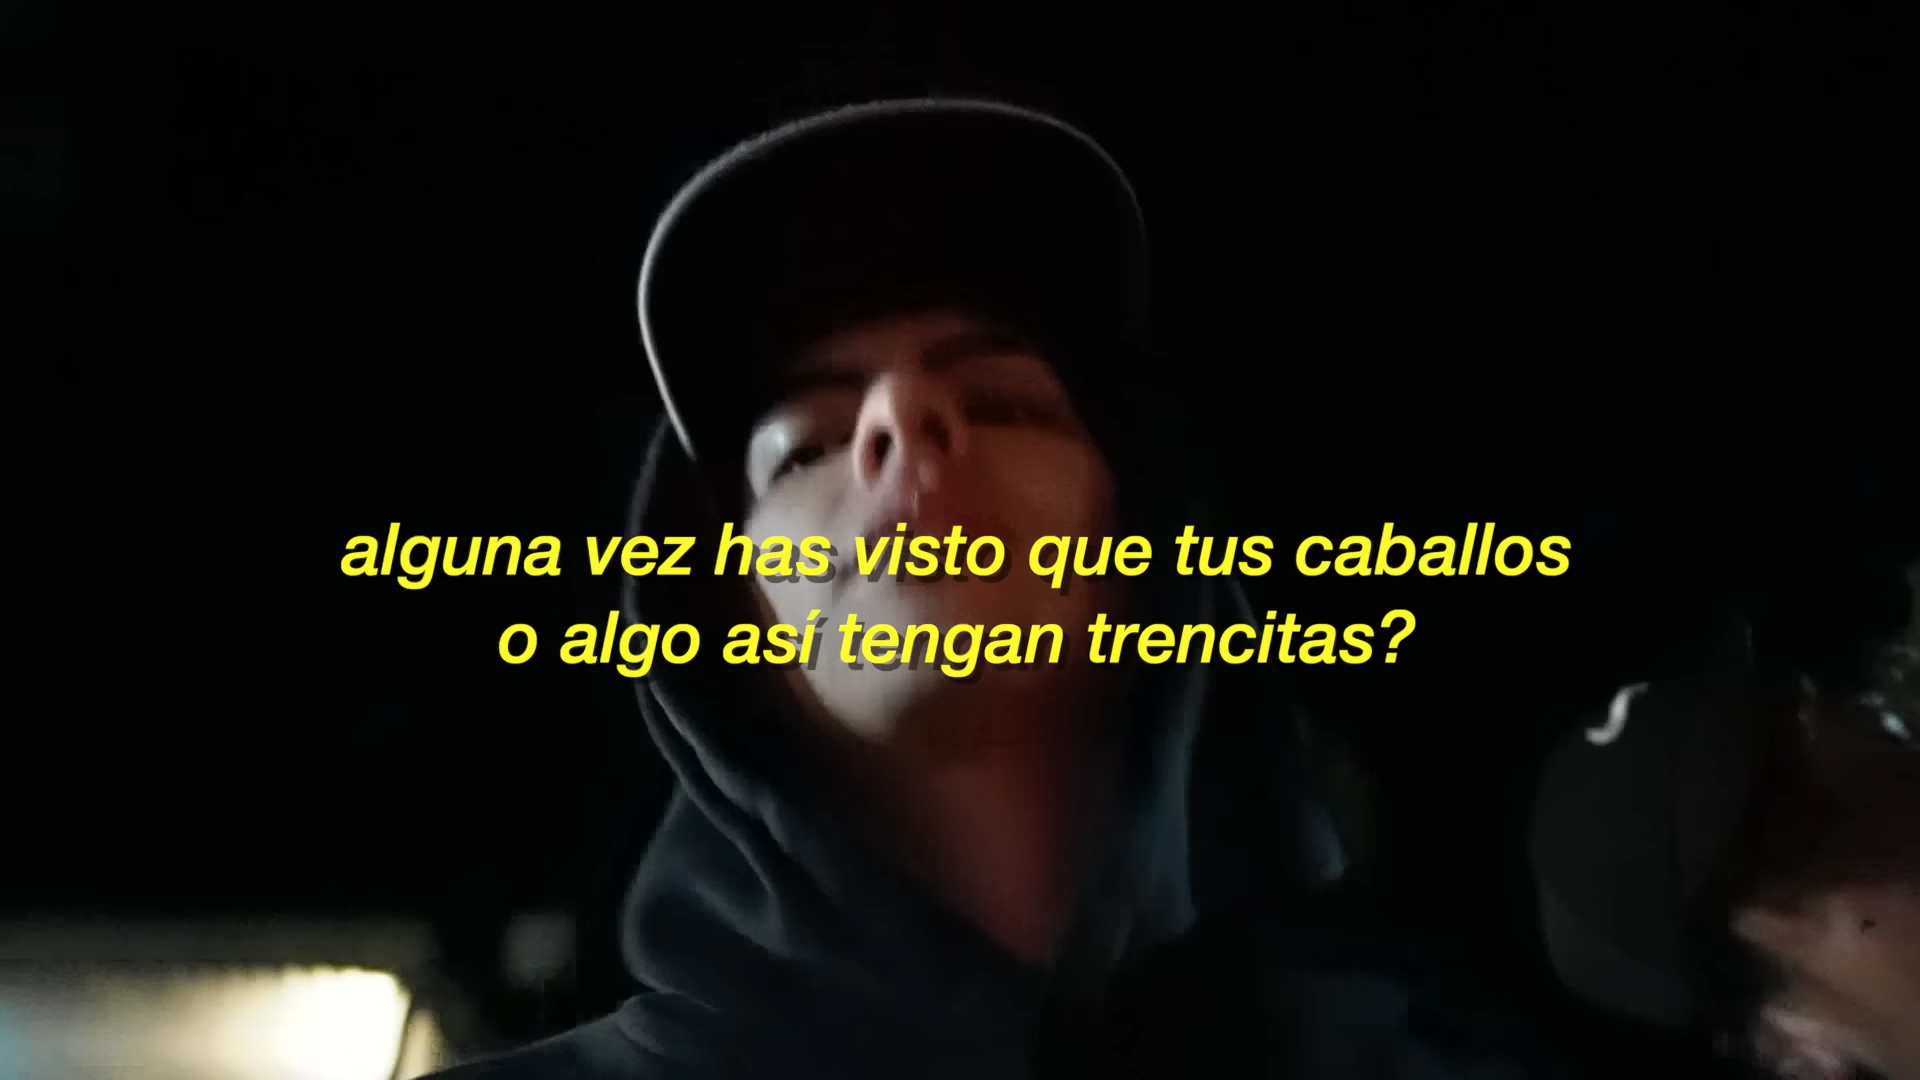 alguna vez has visto que tus caballos
o algo así tengan trencitas?